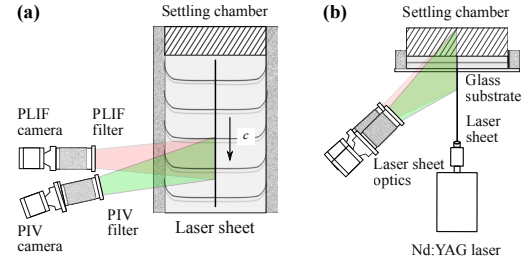 (a)
Settling chamber
PLIF
camera
PLIF
filter
c
PIV
camera
PIV
filter
Laser sheet
(b)
Settling chamber
Glass
substrate
Laser
sheet
Laser sheet
optics
Nd:YAG laser